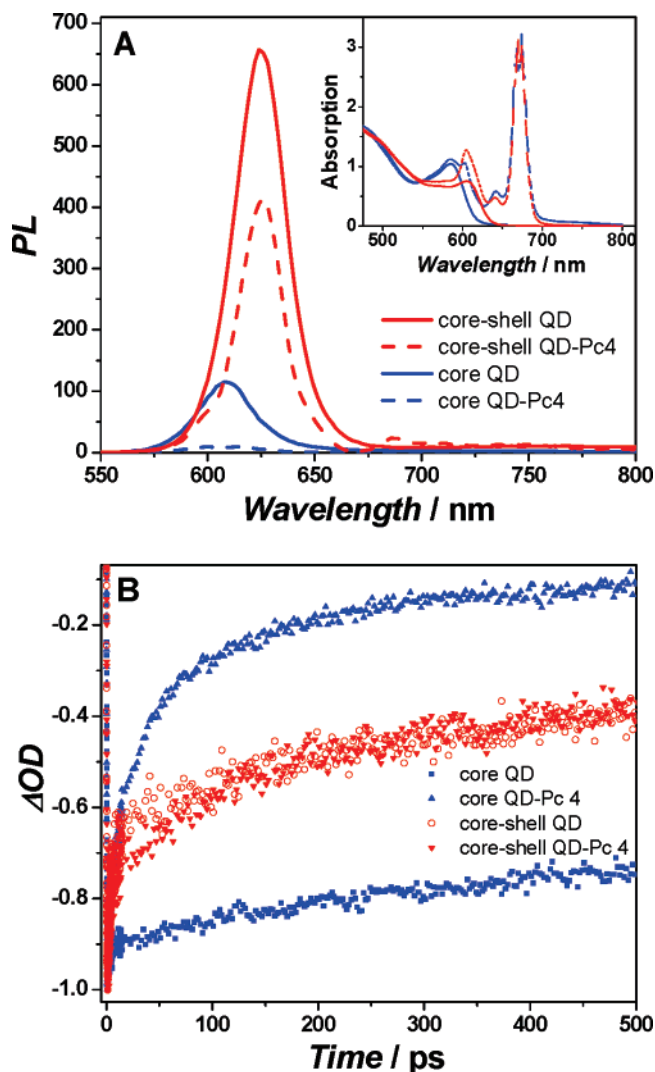 700
600
500
400
300
200
100
0
PL
A
3
2
1
0
Absorption
500 600 700 800
Wavelength / nm
core-shell QD
core-shell QD-Pc4
core QD
core QD-Pc4
550 600 650 700 750 800
Wavelength / nm
B
-0.2
-0.4
-0.6
-0.8
-1.0
ΔOD
core QD
core QD-Pc 4
core-shell QD
core-shell QD-Pc 4
0 100 200 300 400 500
Time / ps